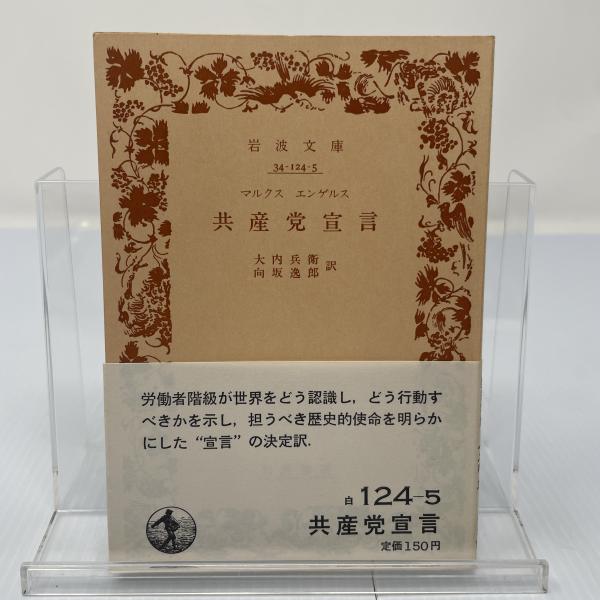 岩波文庫
34-124-5
マルクス エンゲルス
共産党宣言
大内兵衛
向坂逸郎 訳
労働者階級が世界をどう認識し，どう行動す
べきかを示し，担うべき歴史的使命を明らか
にした“宣言”の決定訳．
白 124-5
共産党宣言
定価150円